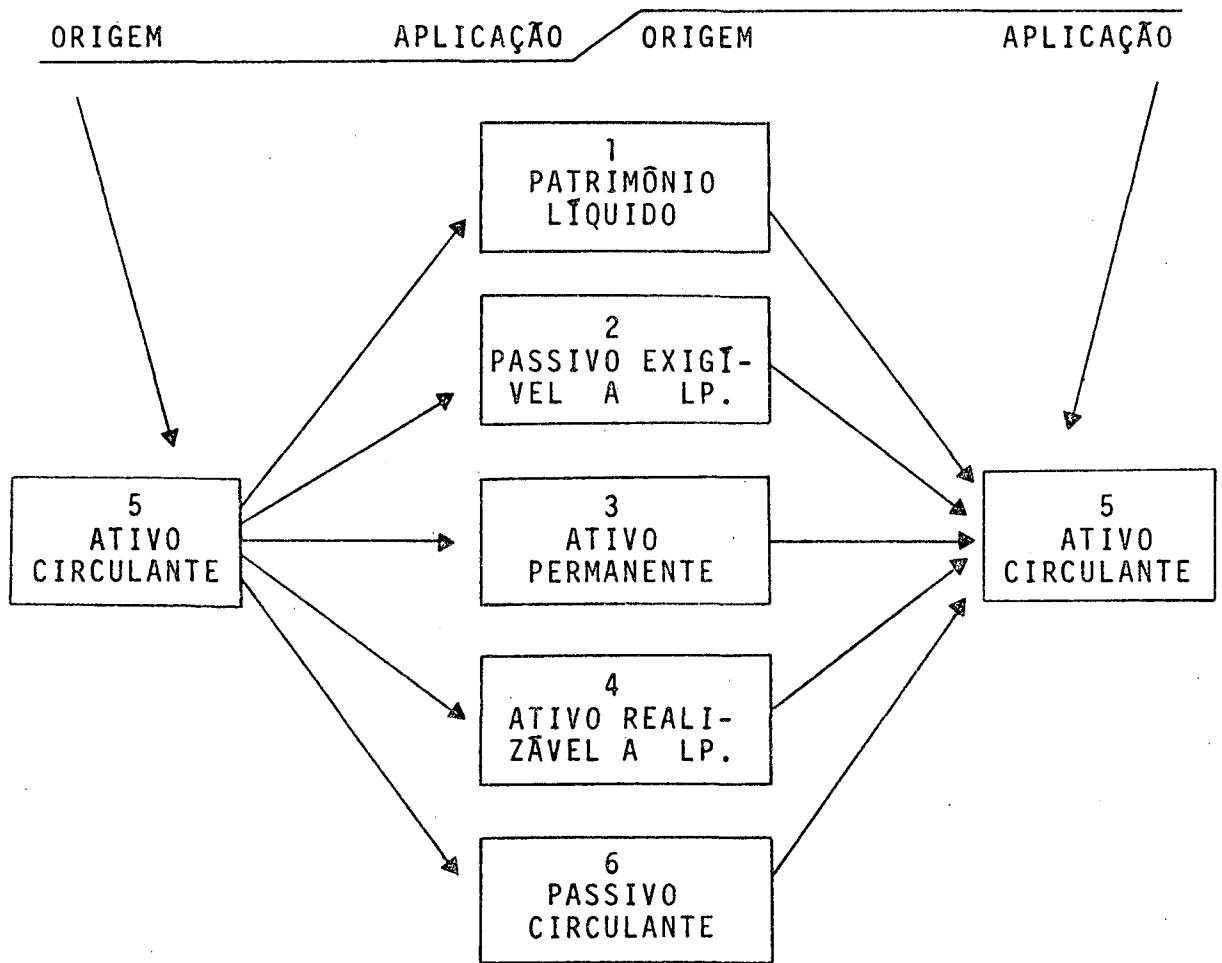 ORIGEM APLICAÇÃO ORIGEM APLICAÇÃO
1
PATRIMÔNIO
LÍQUIDO
2
PASSIVO EXIGÍ-
VEL A LP.
5
ATIVO
CIRCULANTE
3
ATIVO
PERMANENTE
5
ATIVO
CIRCULANTE
4
ATIVO REALI-
ZÁVEL A LP.
6
PASSIVO
CIRCULANTE